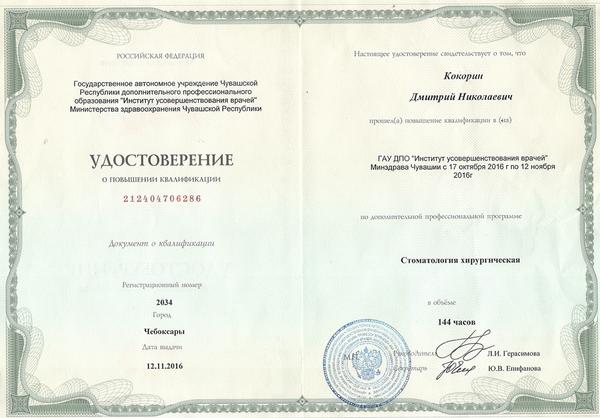 РОССИЙСКАЯ ФЕДЕРАЦИЯ
Государственное автономное учреждение Чувашской
Республики дополнительного профессионального
образования "Институт усовершенствования врачей"
Министерства здравоохранения Чувашской Республики
УДОСТОВЕРЕНИЕ
О ПОВЫШЕНИИ КВАЛИФИКАЦИИ
212404706286
Документ о квалификации
Регистрационный номер
2034
Город
Чебоксары
Дата выдачи
12.11.2016
Настоящее удостоверение свидетельствует о том, что
Кокорин
Дмитрий Николаевич
прошел(а) повышение квалификации в (на)
ГАУ ДПО "Институт усовершенствования врачей"
Минздрава Чувашии с 17 октября 2016 г по 12 ноября
2016г
по дополнительной профессиональной программе
Стоматология хирургическая
в объёме
144 часов
М.П.
Руководитель Л.И. Герасимова
Секретарь Ю.В. Епифанова